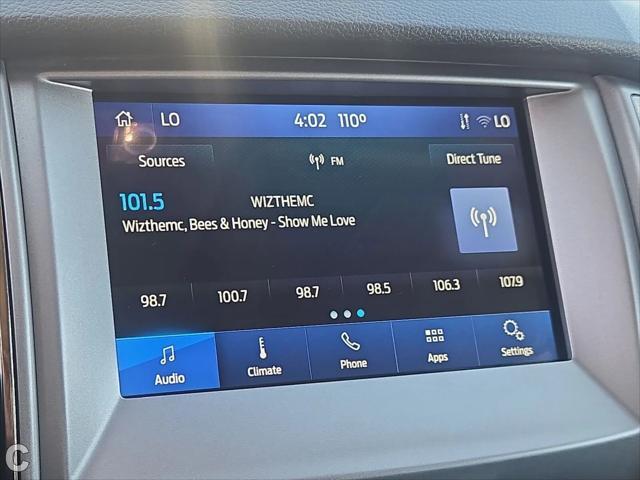 LO 4:02 110° LO
Sources FM Direct Tune
101.5 WIZTHEMC
Wizthemc, Bees & Honey - Show Me Love
98.7 100.7 98.7 98.5 106.3 107.9
Audio Climate Phone Apps Settings
C